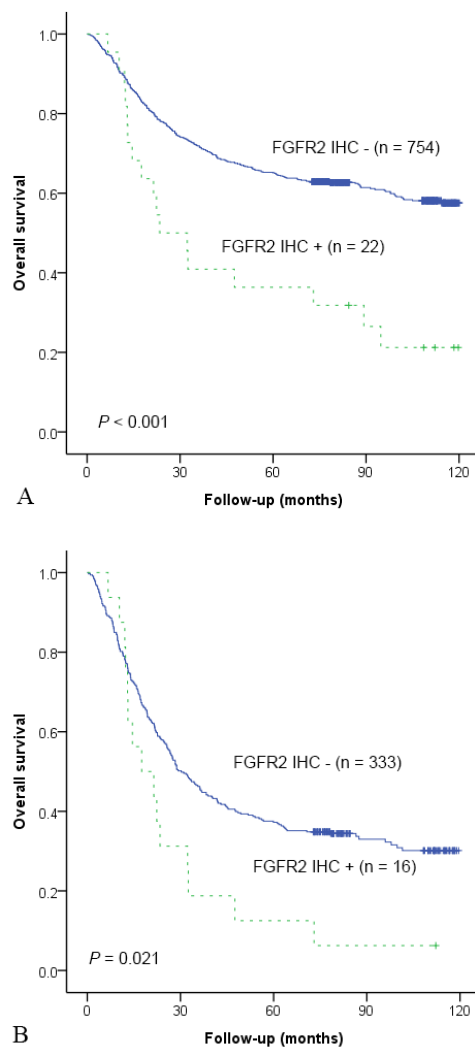 1.0
0.8
0.6
0.4
0.2
0.0
Overall survival
FGFR2 IHC - (n = 754)
FGFR2 IHC + (n = 22)
P < 0.001
0 30 60 90 120
Follow-up (months)
A
1.0
0.8
0.6
0.4
0.2
0.0
Overall survival
FGFR2 IHC - (n = 333)
FGFR2 IHC + (n = 16)
P = 0.021
0 30 60 90 120
Follow-up (months)
B